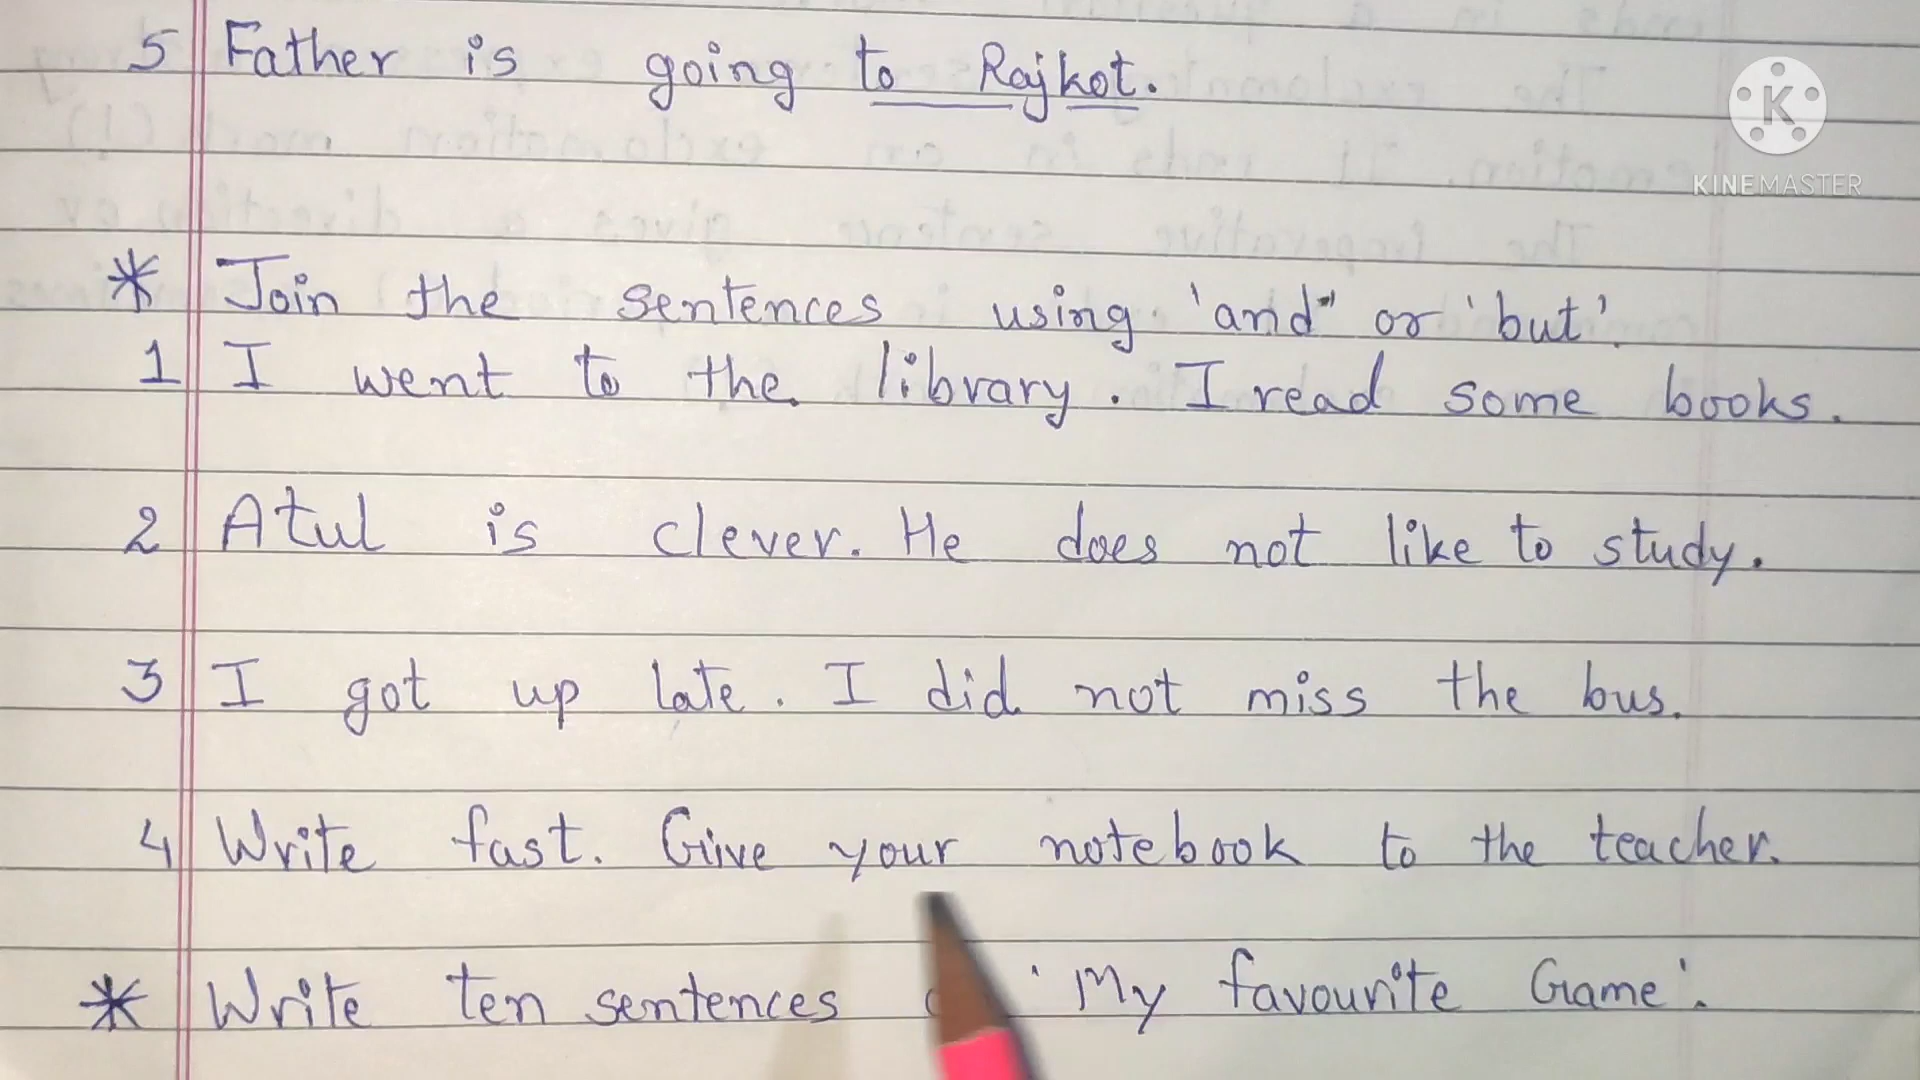 5 Father is going to Rajkot.
K
KINEMASTER
* Join the sentences using 'and" or 'but'.
1 I went to the library. I read some books.
2 Atul is clever. He does not like to study.
3 I got up late. I did not miss the bus.
4 Write fast. Give your notebook to the teacher.
* Write ten sentences 'My favourite Game'.